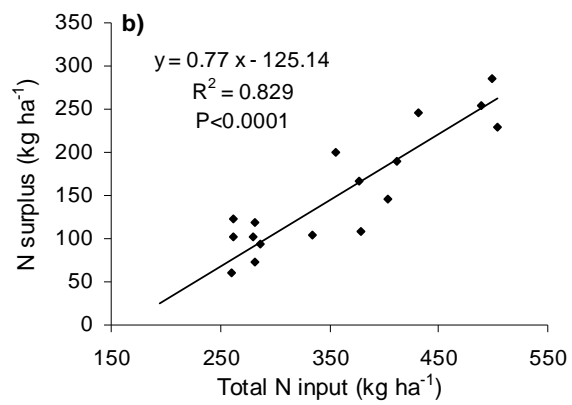 b)
y = 0.77 x - 125.14
R² = 0.829
P<0.0001
N surplus (kg ha⁻¹)
350
300
250
200
150
100
50
0
150 250 350 450 550
Total N input (kg ha⁻¹)